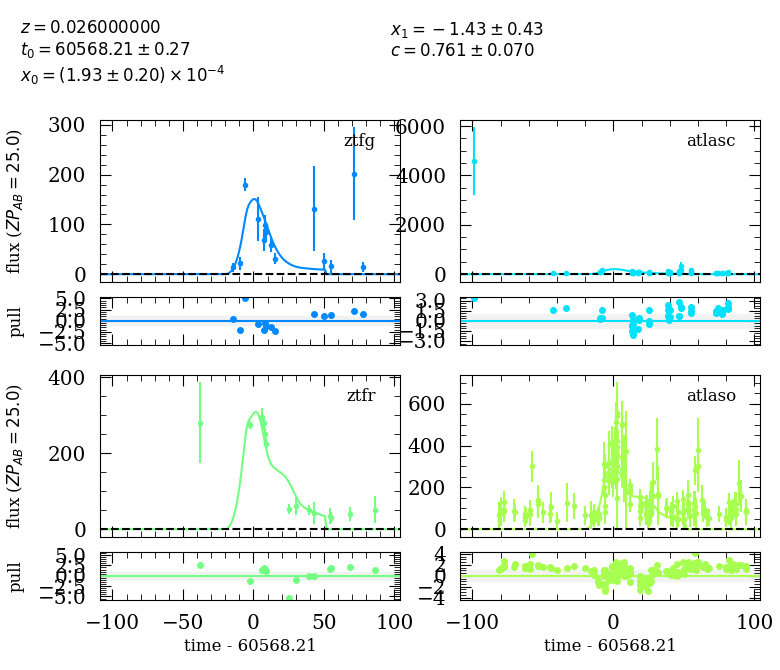 z = 0.026000000
t₀ = 60568.21 ± 0.27
x₀ = (1.93 ± 0.20) × 10⁻⁴
x₁ = −1.43 ± 0.43
c = 0.761 ± 0.070
flux (ZP_AB = 25.0)
300
200
100
0
ztfg
6000
4000
2000
0
atlasc
pull
5.0
2.5
0.0
−2.5
−5.0
3.0
1.5
0.0
−1.5
−3.0
flux (ZP_AB = 25.0)
400
200
0
ztfr
600
400
200
0
atlaso
pull
5.0
2.5
0.0
−2.5
−5.0
4
2
0
−2
−4
−100 −50 0 50 100
−100 0 100
time - 60568.21
time - 60568.21